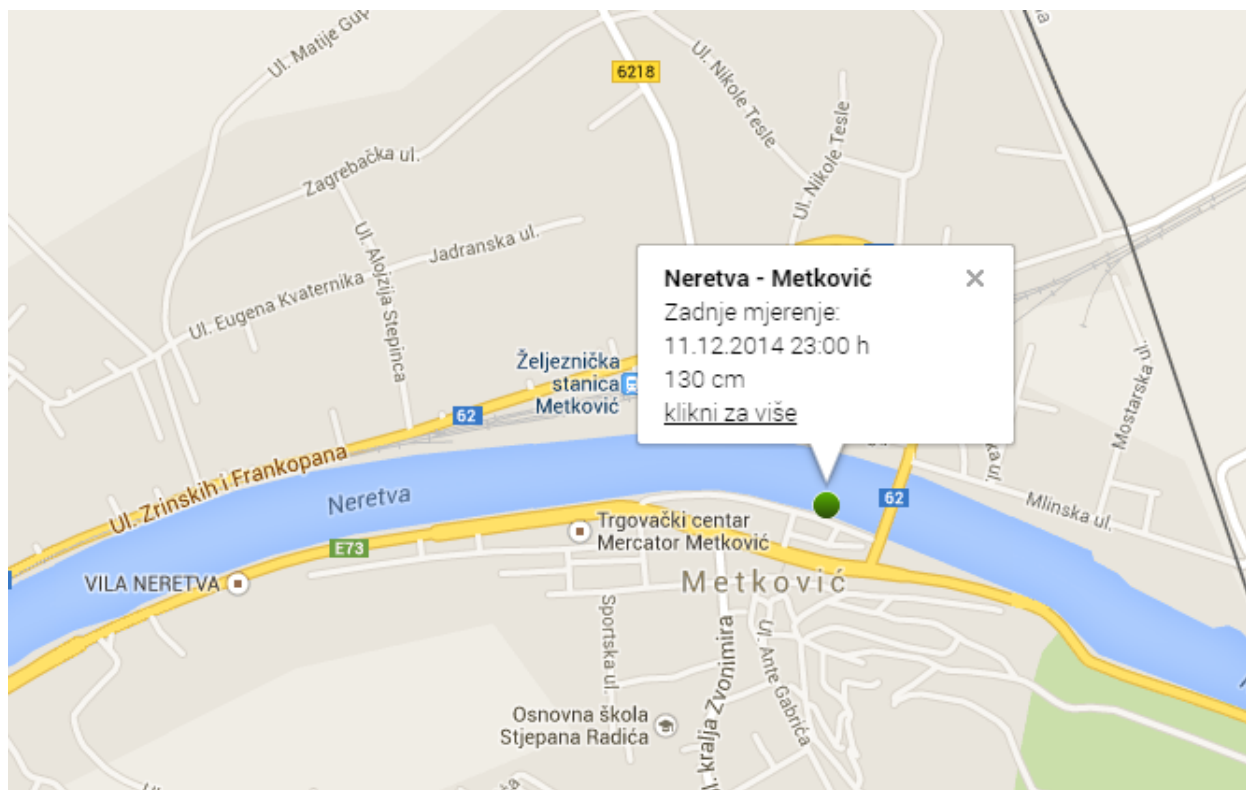 Ul. Matije Gup
6218
Ul. Nikole Tesle
Ul. Nikole Tesle
Zagrebačka ul.
Ul. Alojzija Stepinca
Jadranska ul.
Ul. Eugena Kvaternika
Neretva - Metković
Zadnje mjerenje:
11.12.2014 23:00 h
130 cm
klikni za više
Željeznička
stanica
Metković
62
Mostarska ul.
Ul. Zrinskih i Frankopana
Neretva
62
Mlinska ul.
Trgovački centar
Mercator Metković
E73
VILA NERETVA
Metković
Sportska ul.
kralja Zvonimira
Ul. Ante Gabrića
Osnovna škola
Stjepana Radića